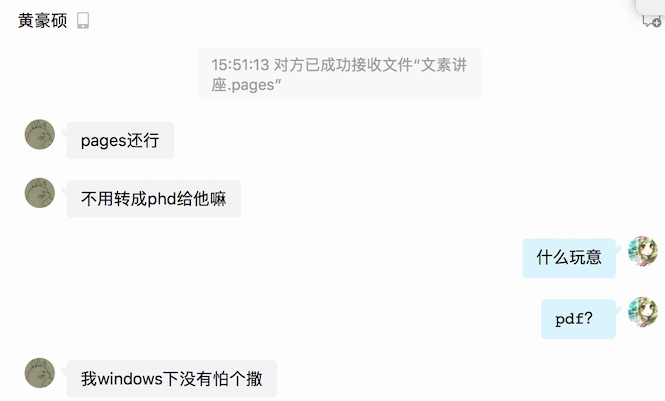 黄豪硕
15:51:13 对方已成功接收文件“文素讲
座.pages”
pages还行
不用转成phd给他嘛
什么玩意
pdf？
我windows下没有怕个撒